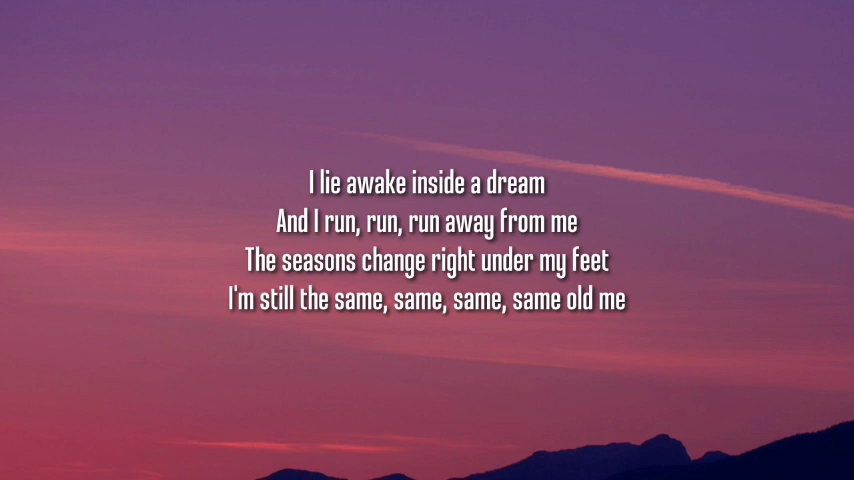 I lie awake inside a dream
And I run, run, run away from me
The seasons change right under my feet
I'm still the same, same, same, same old me